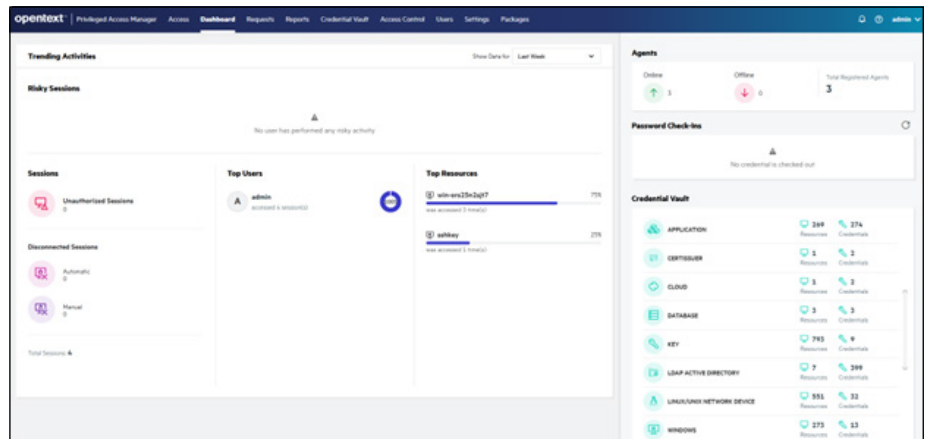 opentext™ | Privileged Access Manager Access Dashboard Requests Reports Credential Vault Access Control Users Settings Packages admin
Trending Activities
Show Data for Last Week
Risky Sessions
No user has performed any risky activity
Sessions
Unauthorized Sessions
0
Disconnected Sessions
Automatic
0
Manual
0
Total Sessions: 4
Top Users
A admin
accessed 4 session(s)
100%
Top Resources
75%
was accessed 3 time(s)
sshkey 25%
was accessed 1 time(s)
Agents
Online
3
Offline
0
Total Registered Agents
3
Password Check-Ins
No credential is checked out
Credential Vault
APPLICATION 269 Resources 274 Credentials
CERTISSUER 1 Resources 2 Credentials
CLOUD 1 Resources 2 Credentials
DATABASE 3 Resources 3 Credentials
KEY 793 Resources 9 Credentials
LDAP ACTIVE DIRECTORY 7 Resources 299 Credentials
LINUX/UNIX NETWORK DEVICE 551 Resources 32 Credentials
WINDOWS 273 Resources 13 Credentials